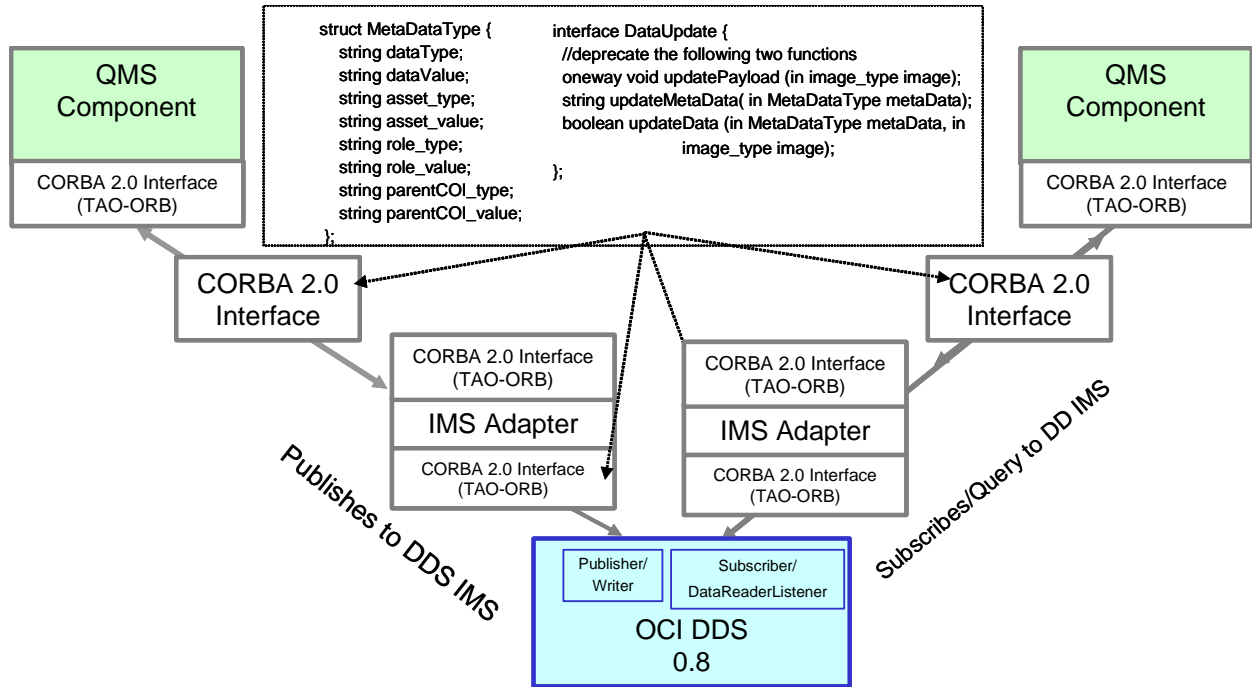 struct MetaDataType {
string dataType;
string dataValue;
string asset_type;
string asset_value;
string role_type;
string role_value;
string parentCOI_type;
string parentCOI_value;
};
interface DataUpdate {
//deprecate the following two functions
oneway void updatePayload (in image_type image);
string updateMetaData( in MetaDataType metaData);
boolean updateData (in MetaDataType metaData, in
image_type image);
};
QMS
Component
CORBA 2.0 Interface
(TAO-ORB)
QMS
Component
CORBA 2.0 Interface
(TAO-ORB)
CORBA 2.0
Interface
CORBA 2.0
Interface
CORBA 2.0 Interface
(TAO-ORB)
IMS Adapter
CORBA 2.0 Interface
(TAO-ORB)
CORBA 2.0 Interface
(TAO-ORB)
IMS Adapter
CORBA 2.0 Interface
(TAO-ORB)
Publishes to DDS IMS
Subscribes/Query to DD IMS
Publisher/
Writer
Subscriber/
DataReaderListener
OCI DDS
0.8